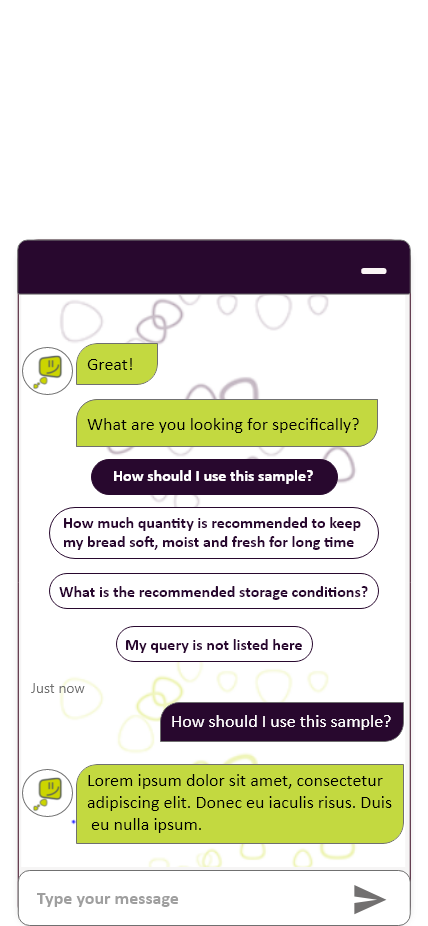 Great!
What are you looking for specifically?
How should I use this sample?
How much quantity is recommended to keep
my bread soft, moist and fresh for long time
What is the recommended storage conditions?
My query is not listed here
Just now
How should I use this sample?
Lorem ipsum dolor sit amet, consectetur
adipiscing elit. Donec eu iaculis risus. Duis
eu nulla ipsum.
Type your message